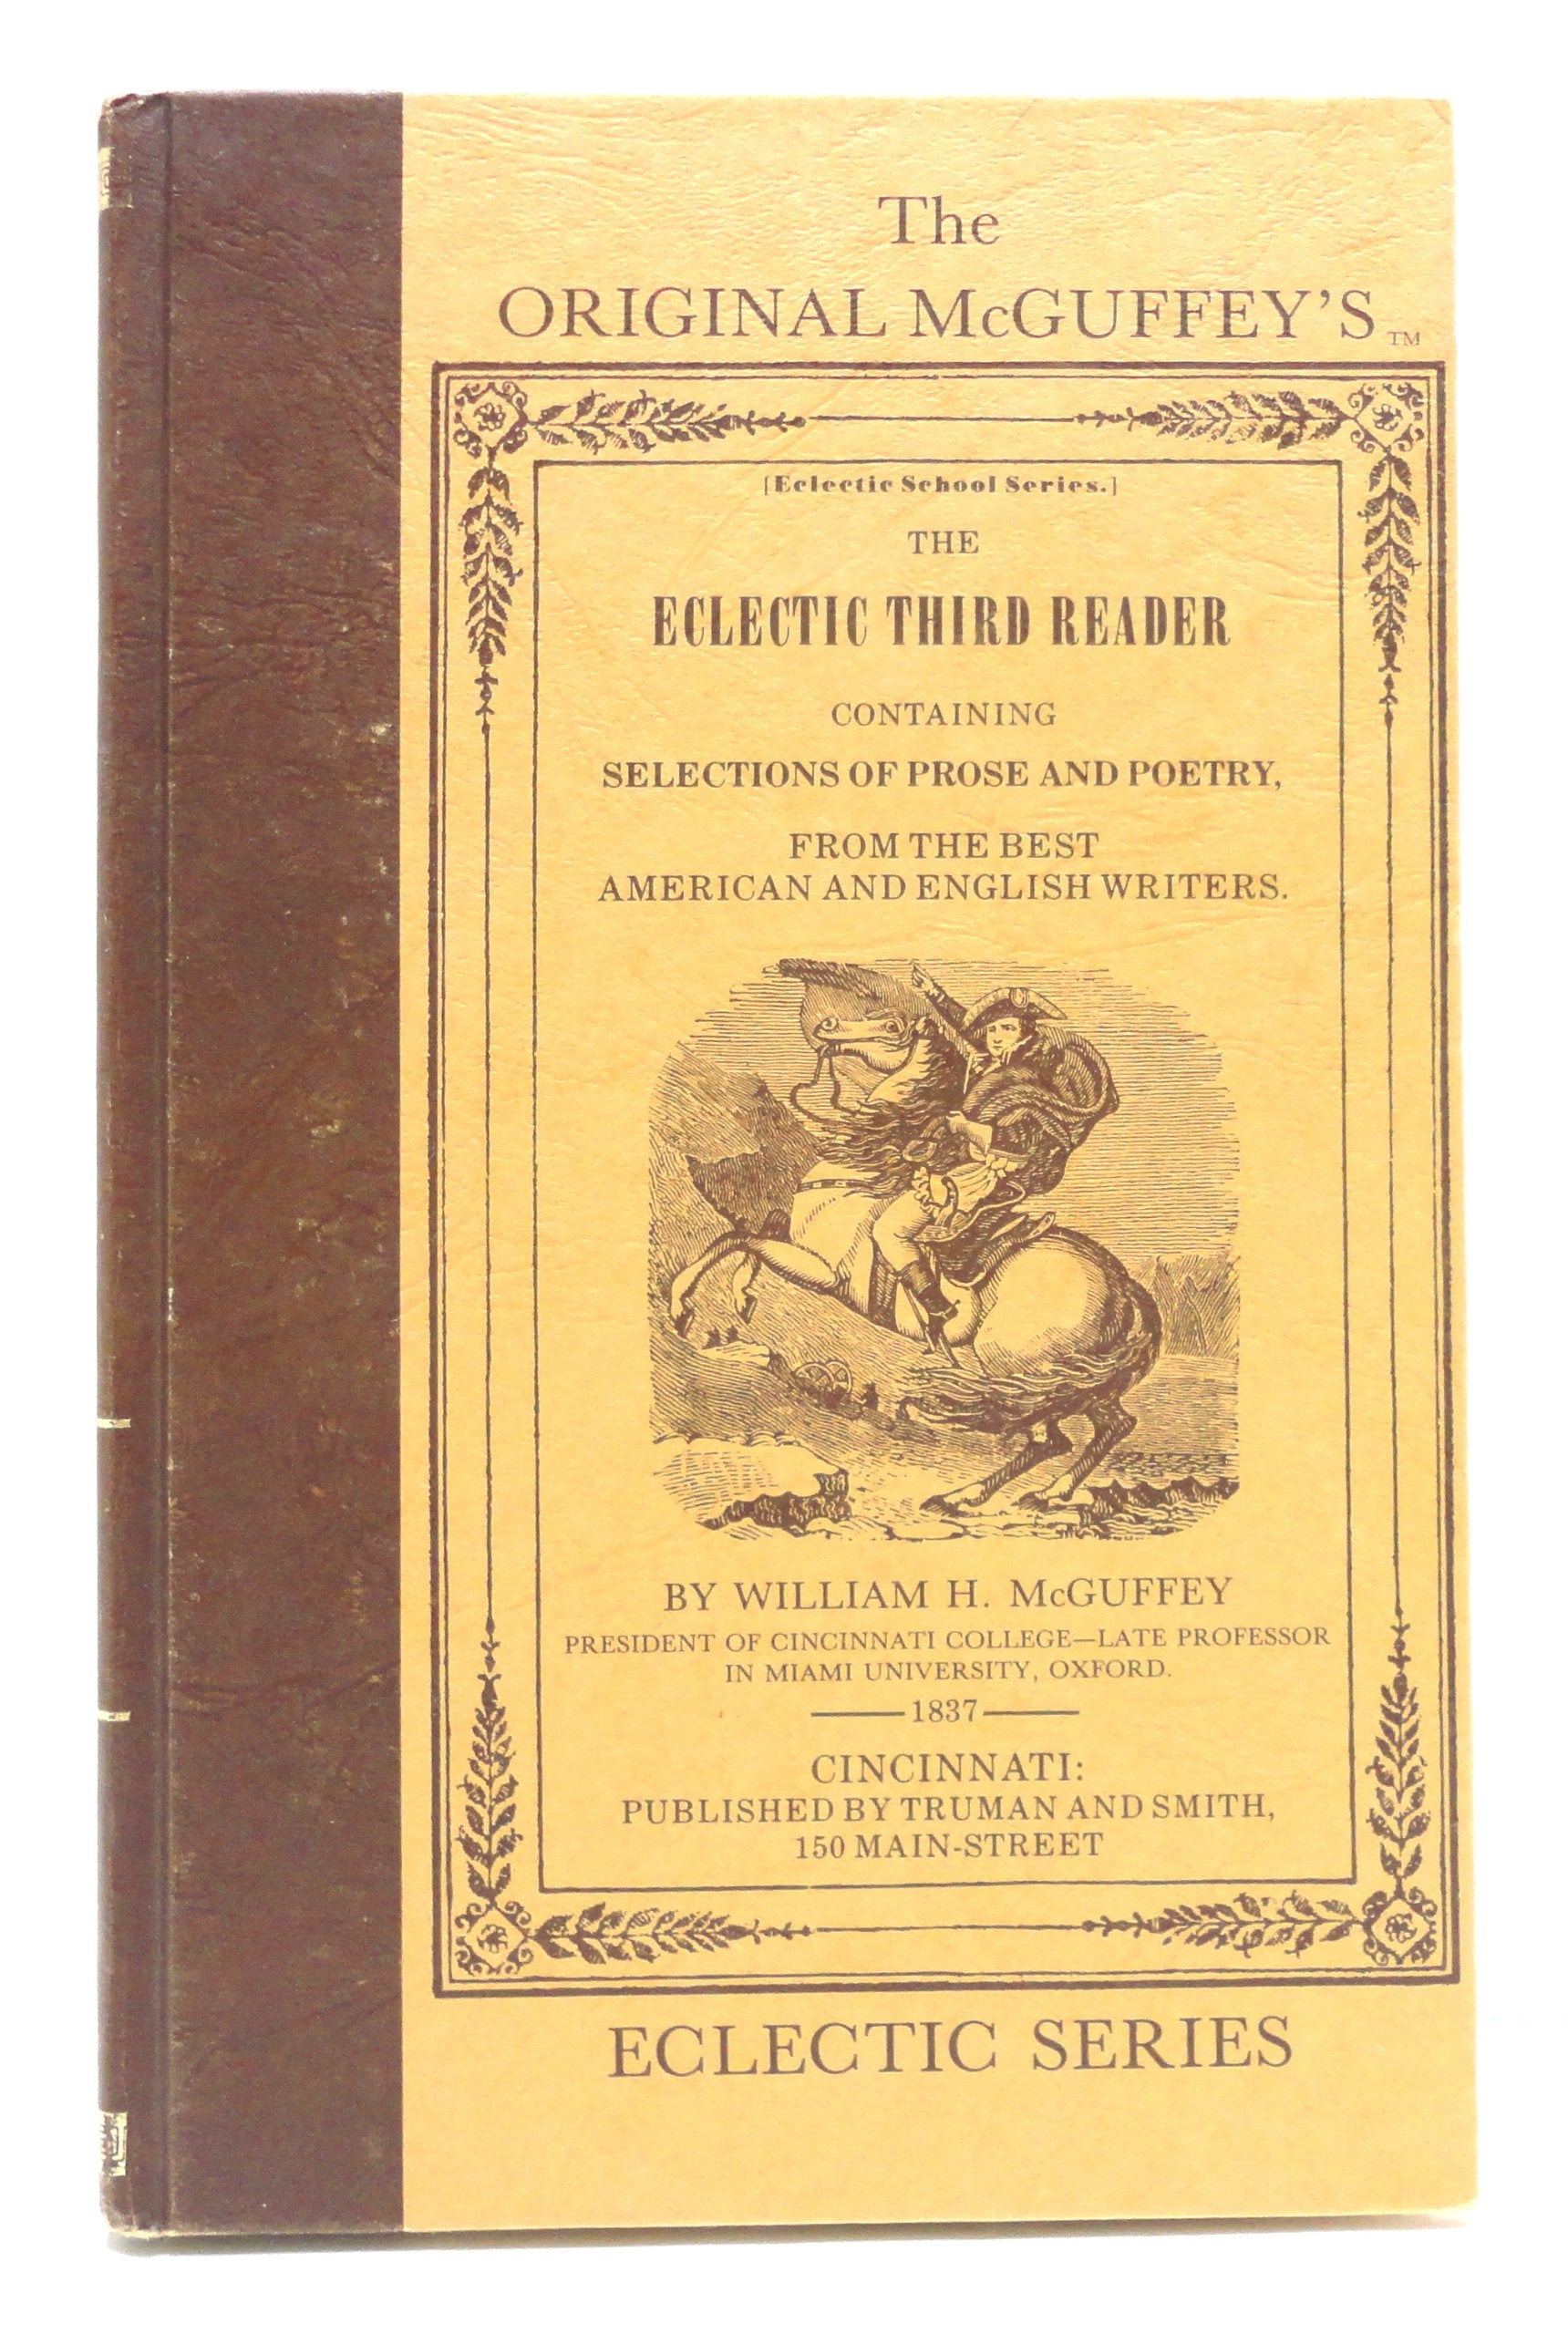 The
ORIGINAL McGUFFEY'S™
[Eclectic School Series.]
THE
ECLECTIC THIRD READER
CONTAINING
SELECTIONS OF PROSE AND POETRY,
FROM THE BEST
AMERICAN AND ENGLISH WRITERS.
BY WILLIAM H. McGUFFEY
PRESIDENT OF CINCINNATI COLLEGE—LATE PROFESSOR
IN MIAMI UNIVERSITY, OXFORD.
——1837——
CINCINNATI:
PUBLISHED BY TRUMAN AND SMITH,
150 MAIN-STREET
ECLECTIC SERIES